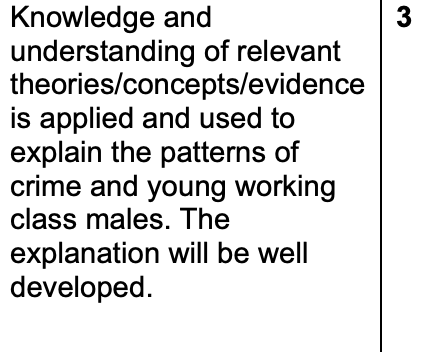 Knowledge and 3
understanding of relevant
theories/concepts/evidence
is applied and used to
explain the patterns of
crime and young working
class males. The
explanation will be well
developed.